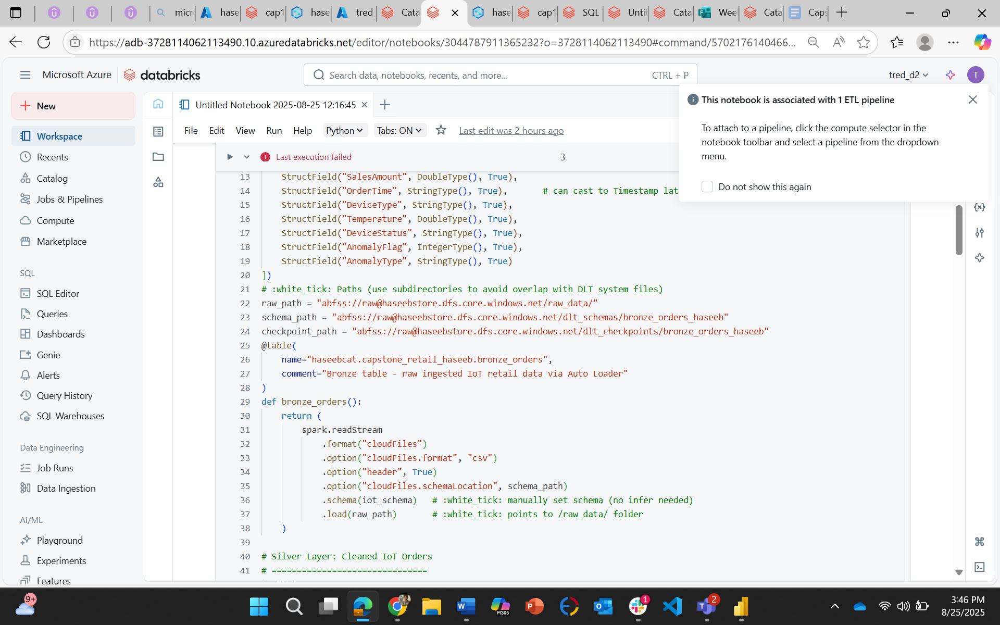 micr
hase
cap1
hase
tred_
Cata
hase
cap1
SQL
Untit
Cata
Weel
Cata
Caps
https://adb-3728114062113490.10.azuredatabricks.net/editor/notebooks/3044787911365232?o=3728114062113490#command/5702176140466...
Microsoft Azure
databricks
Search data, notebooks, recents, and more...
CTRL + P
tred_d2
T
New
Workspace
Recents
Catalog
Jobs & Pipelines
Compute
Marketplace
SQL
SQL Editor
Queries
Dashboards
Genie
Alerts
Query History
SQL Warehouses
Data Engineering
Job Runs
Data Ingestion
AI/ML
Playground
Experiments
Features
Untitled Notebook 2025-08-25 12:16:45
File Edit View Run Help Python Tabs: ON Last edit was 2 hours ago
This notebook is associated with 1 ETL pipeline
To attach to a pipeline, click the compute selector in the
notebook toolbar and select a pipeline from the dropdown
menu.
Do not show this again
Last execution failed
3
13 StructField("SalesAmount", DoubleType(), True),
14 StructField("OrderTime", StringType(), True), # can cast to Timestamp late
15 StructField("DeviceType", StringType(), True),
16 StructField("Temperature", DoubleType(), True),
17 StructField("DeviceStatus", StringType(), True),
18 StructField("AnomalyFlag", IntegerType(), True),
19 StructField("AnomalyType", StringType(), True)
20 ])
21 # :white_tick: Paths (use subdirectories to avoid overlap with DLT system files)
22 raw_path = "abfss://raw@haseebstore.dfs.core.windows.net/raw_data/"
23 schema_path = "abfss://raw@haseebstore.dfs.core.windows.net/dlt_schemas/bronze_orders_haseeb"
24 checkpoint_path = "abfss://raw@haseebstore.dfs.core.windows.net/dlt_checkpoints/bronze_orders_haseeb"
25 @table(
26 name="haseebcat.capstone_retail_haseeb.bronze_orders",
27 comment="Bronze table - raw ingested IoT retail data via Auto Loader"
28 )
29 def bronze_orders():
30 return (
31 spark.readStream
32 .format("cloudFiles")
33 .option("cloudFiles.format", "csv")
34 .option("header", True)
35 .option("cloudFiles.schemaLocation", schema_path)
36 .schema(iot_schema) # :white_tick: manually set schema (no infer needed)
37 .load(raw_path) # :white_tick: points to /raw_data/ folder
38 )
39
40 # Silver Layer: Cleaned IoT Orders
41 # ===============================
9+
M365
1
2
3:46 PM
8/25/2025